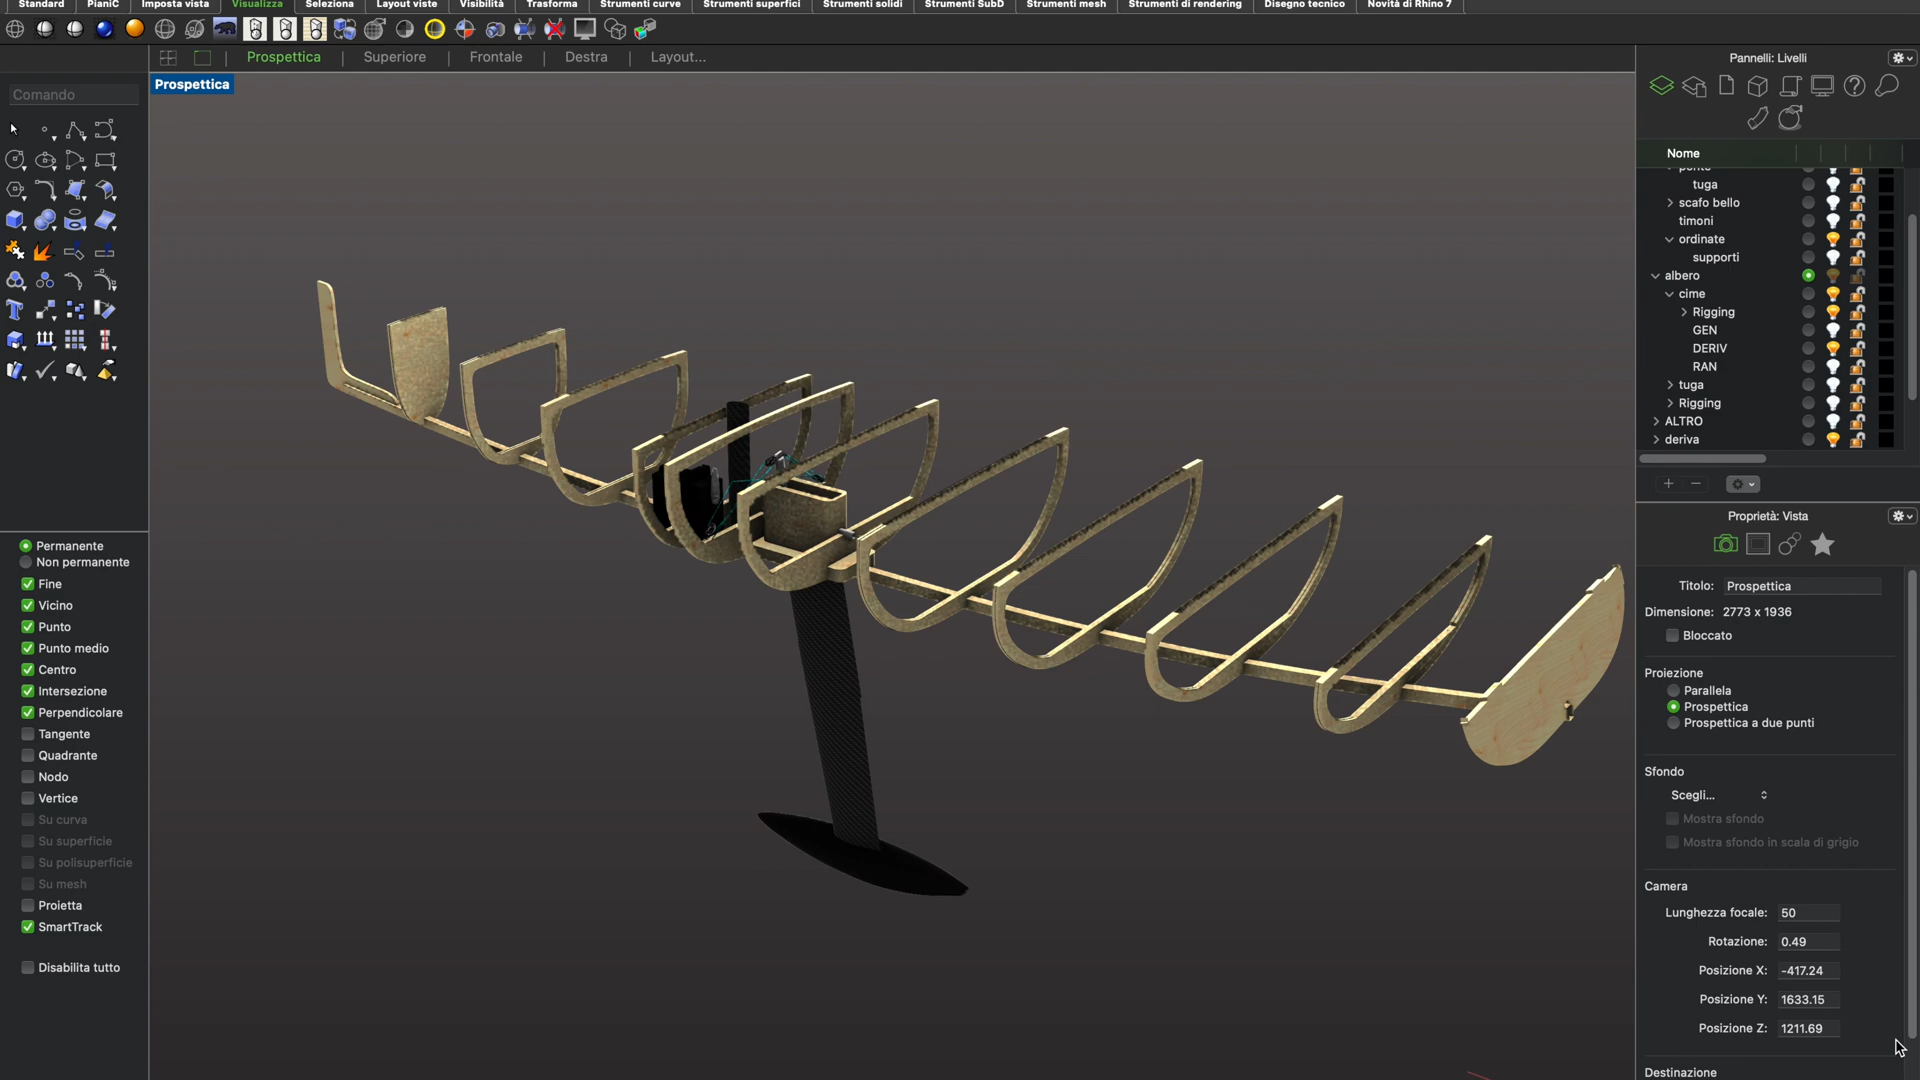 Standard PianiC Imposta vista Visualizza Seleziona Layout viste Visibilità Trasforma Strumenti curve Strumenti superfici Strumenti solidi Strumenti SubD Strumenti mesh Strumenti di rendering Disegno tecnico Novità di Rhino 7
Prospettica Superiore Frontale Destra Layout...
Prospettica
Comando
Permanente
Non permanente
Fine
Vicino
Punto
Punto medio
Centro
Intersezione
Perpendicolare
Tangente
Quadrante
Nodo
Vertice
Su curva
Su superficie
Su polisuperficie
Su mesh
Proietta
SmartTrack
Disabilita tutto
Pannelli: Livelli
Nome
ponte
tuga
scafo bello
timoni
ordinate
supporti
albero
cime
Rigging
GEN
DERIV
RAN
tuga
Rigging
ALTRO
deriva
Proprietà: Vista
Titolo: Prospettica
Dimensione: 2773 x 1936
Bloccato
Proiezione
Parallela
Prospettica
Prospettica a due punti
Sfondo
Scegli...
Mostra sfondo
Mostra sfondo in scala di grigio
Camera
Lunghezza focale: 50
Rotazione: 0.49
Posizione X: -417.24
Posizione Y: 1633.15
Posizione Z: 1211.69
Destinazione